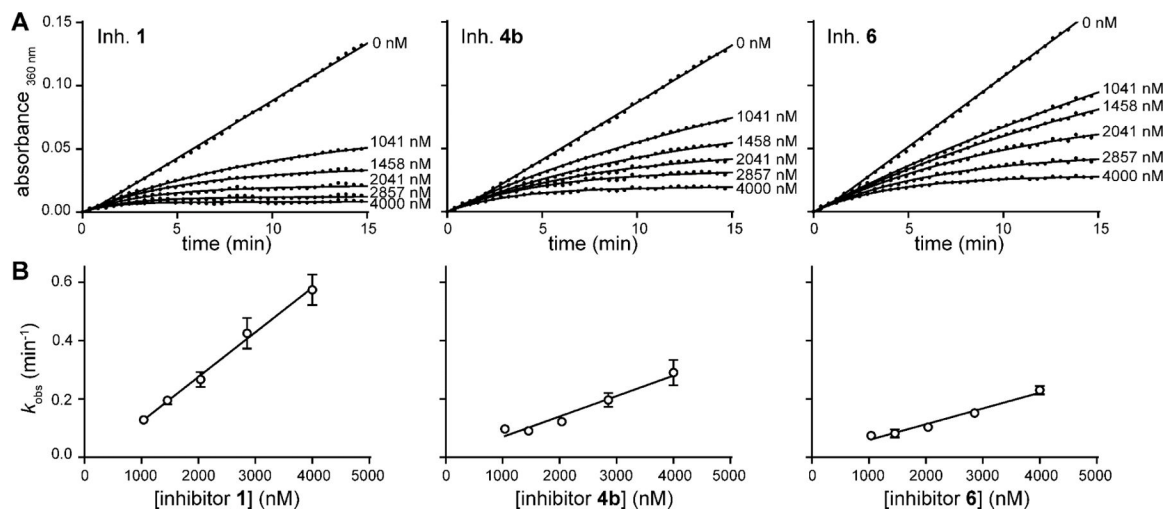 A
Inh. 1
Inh. 4b
Inh. 6
absorbance 360 nm
0.15
0.10
0.05
0.00
0 nM
1041 nM
1458 nM
2041 nM
2857 nM
4000 nM
0 5 10 15
time (min)
0 nM
1041 nM
1458 nM
2041 nM
2857 nM
4000 nM
0 5 10 15
time (min)
0 nM
1041 nM
1458 nM
2041 nM
2857 nM
4000 nM
0 5 10 15
time (min)
B
kobs (min-1)
0.6
0.4
0.2
0.0
0 1000 2000 3000 4000 5000
[inhibitor 1] (nM)
0 1000 2000 3000 4000 5000
[inhibitor 4b] (nM)
0 1000 2000 3000 4000 5000
[inhibitor 6] (nM)